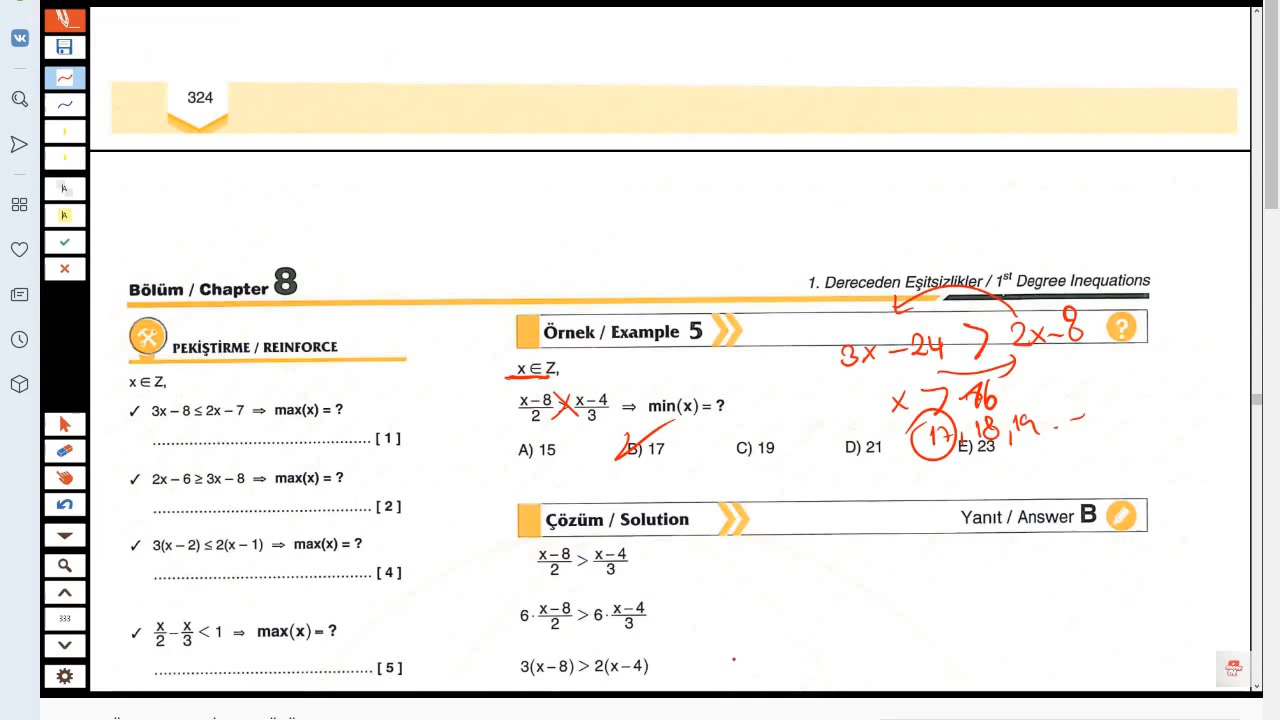 324
Bölüm / Chapter 8
1. Dereceden Eşitsizlikler / 1st Degree Inequations
PEKİŞTİRME / REINFORCE
x ∈ Z,
✓ 3x – 8 ≤ 2x – 7 ⇒ max(x) = ?
................................................ [ 1 ]
✓ 2x – 6 ≥ 3x – 8 ⇒ max(x) = ?
................................................ [ 2 ]
✓ 3(x – 2) ≤ 2(x – 1) ⇒ max(x) = ?
................................................ [ 4 ]
✓ x/2 – x/3 < 1 ⇒ max(x) = ?
................................................ [ 5 ]
Örnek / Example 5
?
x ∈ Z,
x–8/2 > x–4/3 ⇒ min(x) = ?
A) 15 B) 17 C) 19 D) 21 E) 23
3x – 24 > 2x – 8
x > 16
17, 18, 19 . –
Çözüm / Solution
Yanıt / Answer B
x–8/2 > x–4/3
6 · x–8/2 > 6 · x–4/3
3(x – 8) > 2(x – 4)
333